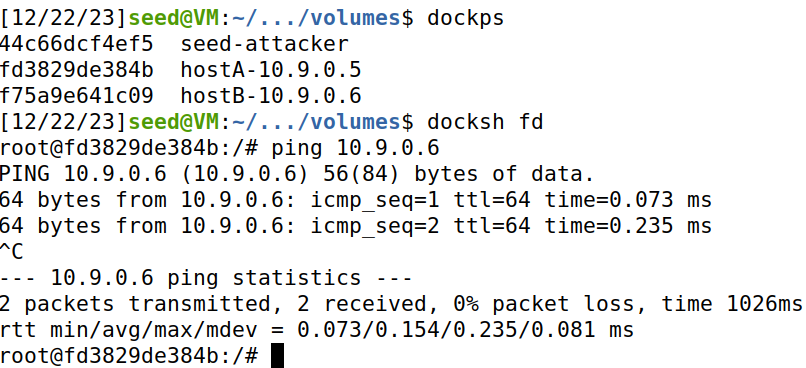 [12/22/23]seed@VM:~/.../volumes$ dockps
44c66dcf4ef5  seed-attacker
fd3829de384b  hostA-10.9.0.5
f75a9e641c09  hostB-10.9.0.6
[12/22/23]seed@VM:~/.../volumes$ docksh fd
root@fd3829de384b:/# ping 10.9.0.6
PING 10.9.0.6 (10.9.0.6) 56(84) bytes of data.
64 bytes from 10.9.0.6: icmp_seq=1 ttl=64 time=0.073 ms
64 bytes from 10.9.0.6: icmp_seq=2 ttl=64 time=0.235 ms
^C
--- 10.9.0.6 ping statistics ---
2 packets transmitted, 2 received, 0% packet loss, time 1026ms
rtt min/avg/max/mdev = 0.073/0.154/0.235/0.081 ms
root@fd3829de384b:/#